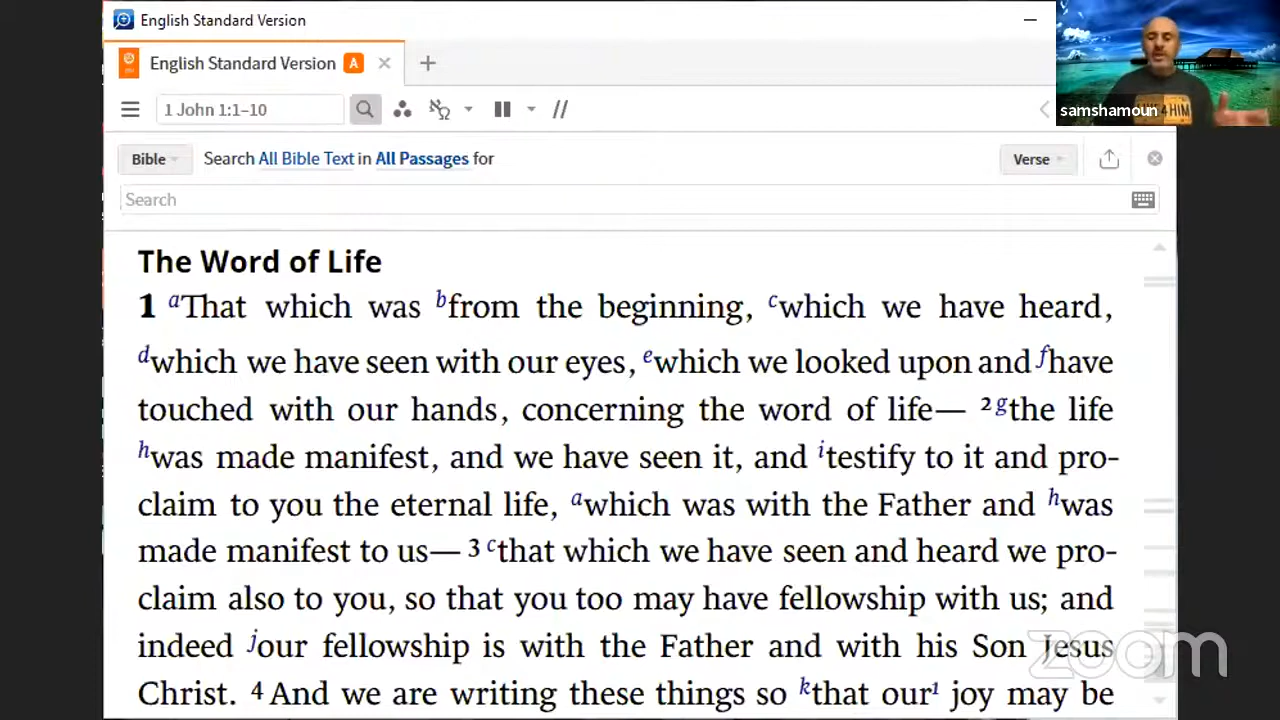 English Standard Version
English Standard Version A
1 John 1:1–10
samshamoun
4 HIM
Bible
Search All Bible Text in All Passages for
Verse
Search
The Word of Life
1 aThat which was bfrom the beginning, cwhich we have heard,
dwhich we have seen with our eyes, ewhich we looked upon and fhave
touched with our hands, concerning the word of life— 2 gthe life
hwas made manifest, and we have seen it, and itestify to it and pro-
claim to you the eternal life, awhich was with the Father and hwas
made manifest to us— 3 cthat which we have seen and heard we pro-
claim also to you, so that you too may have fellowship with us; and
indeed jour fellowship is with the Father and with his Son Jesus
Christ. 4 And we are writing these things so kthat our1 joy may be
zoom